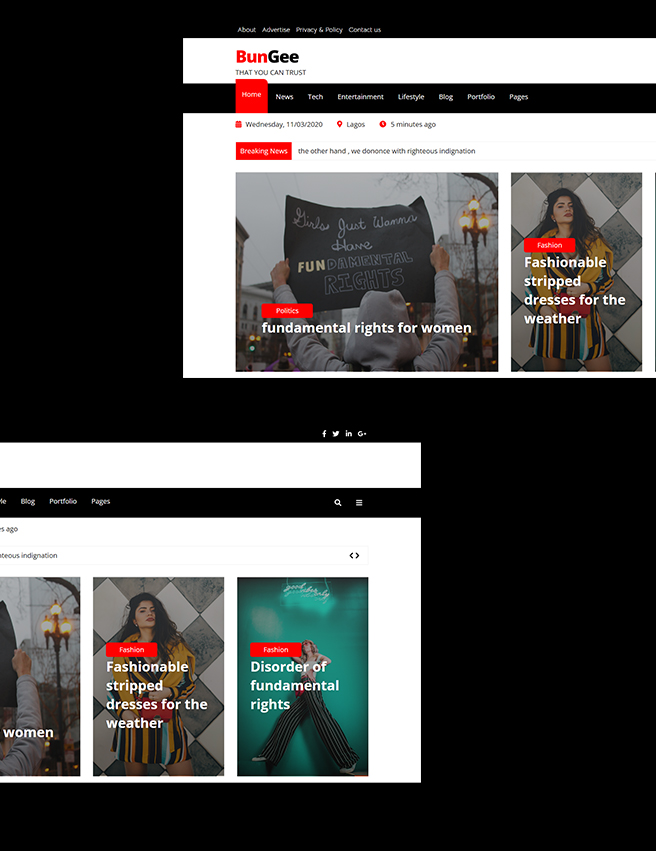 About Advertise Privacy & Policy Contact us
BunGee
THAT YOU CAN TRUST
Home News Tech Entertainment Lifestyle Blog Portfolio Pages
Wednesday, 11/03/2020 Lagos 5 minutes ago
Breaking News the other hand , we dononce with righteous indignation
Girls Just Wanna
Have
FUNDAMENTAL
RIGHTS
Politics
fundamental rights for women
Fashion
Fashionable
stripped
dresses for the
weather
le Blog Portfolio Pages
es ago
hteous indignation
women
Fashion
Fashionable
stripped
dresses for the
weather
Fashion
Disorder of
fundamental
rights